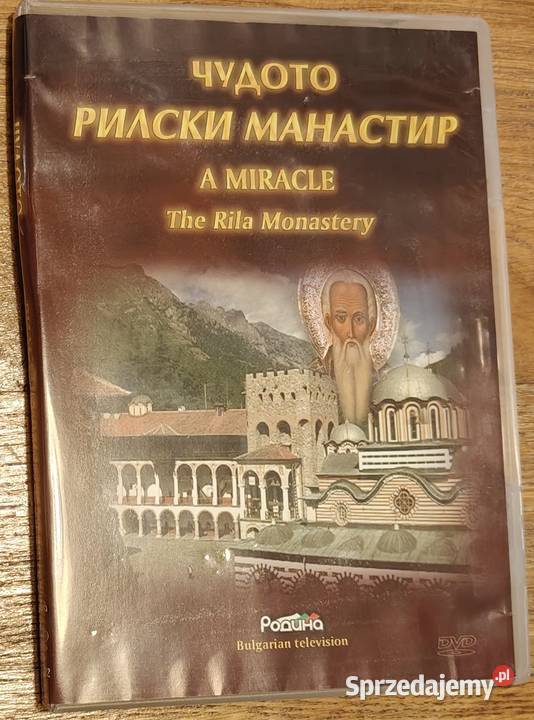 ЧУДОТО
РИЛСКИ МАНАСТИР
A MIRACLE
The Rila Monastery
Родина
Bulgarian television
DVD
Sprzedajemy.pl